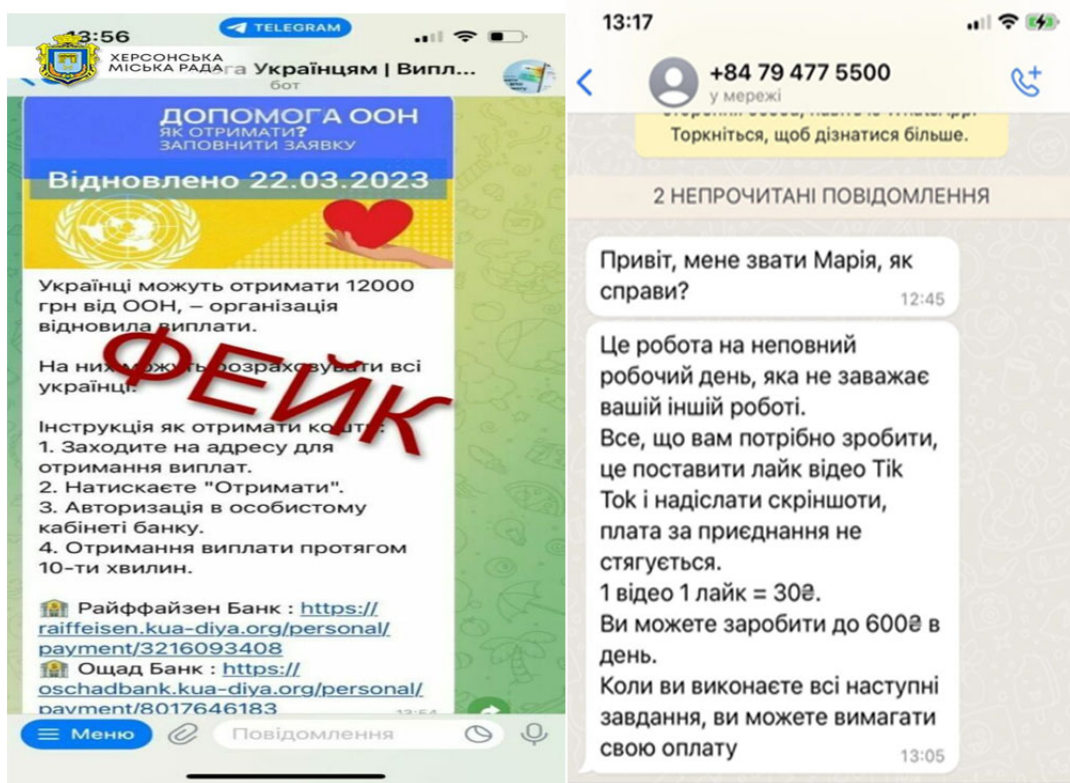 13:56
TELEGRAM
ХЕРСОНСЬКА
МІСЬКА РАДА
Українцям | Випл...
бот
ДОПОМОГА ООН
ЯК ОТРИМАТИ?
ЗАПОВНИТИ ЗАЯВКУ
Відновлено 22.03.2023
Українці можуть отримати 12000
грн від ООН, – організація
відновила виплати.
На них можуть розраховувати всі
українці.
ФЕЙК
Інструкція як отримати кошти:
1. Заходите на адресу для
отримання виплат.
2. Натискаєте "Отримати".
3. Авторизація в особистому
кабінеті банку.
4. Отримання виплати протягом
10-ти хвилин.
Райффайзен Банк : https://
raiffeisen.kua-diya.org/personal/
payment/3216093408
Ощад Банк : https://
oschadbank.kua-diya.org/personal/
payment/8017646183
13:54
Меню
Повідомлення
13:17
+84 79 477 5500
у мережі
Торкніться, щоб дізнатися більше.
2 НЕПРОЧИТАНІ ПОВІДОМЛЕННЯ
Привіт, мене звати Марія, як
справи?
12:45
Це робота на неповний
робочий день, яка не заважає
вашій іншій роботі.
Все, що вам потрібно зробити,
це поставити лайк відео Tik
Tok і надіслати скріншоти,
плата за приєднання не
стягується.
1 відео 1 лайк = 30₴.
Ви можете заробити до 600₴ в
день.
Коли ви виконаєте всі наступні
завдання, ви можете вимагати
свою оплату
13:05